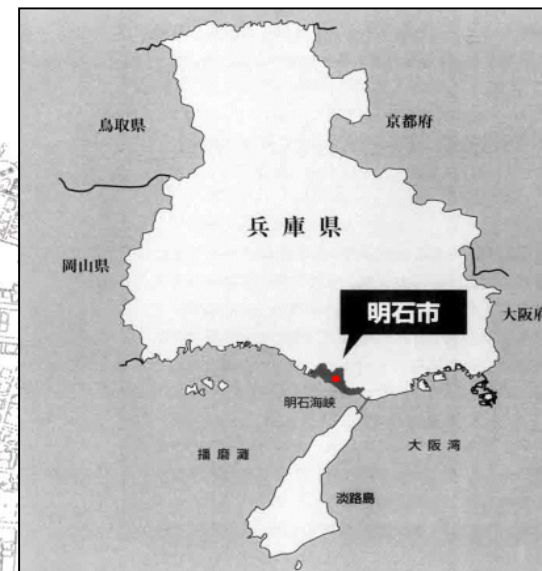 鳥取県
京都府
兵庫県
岡山県
明石市
大阪府
明石海峡
播磨灘
大阪湾
淡路島